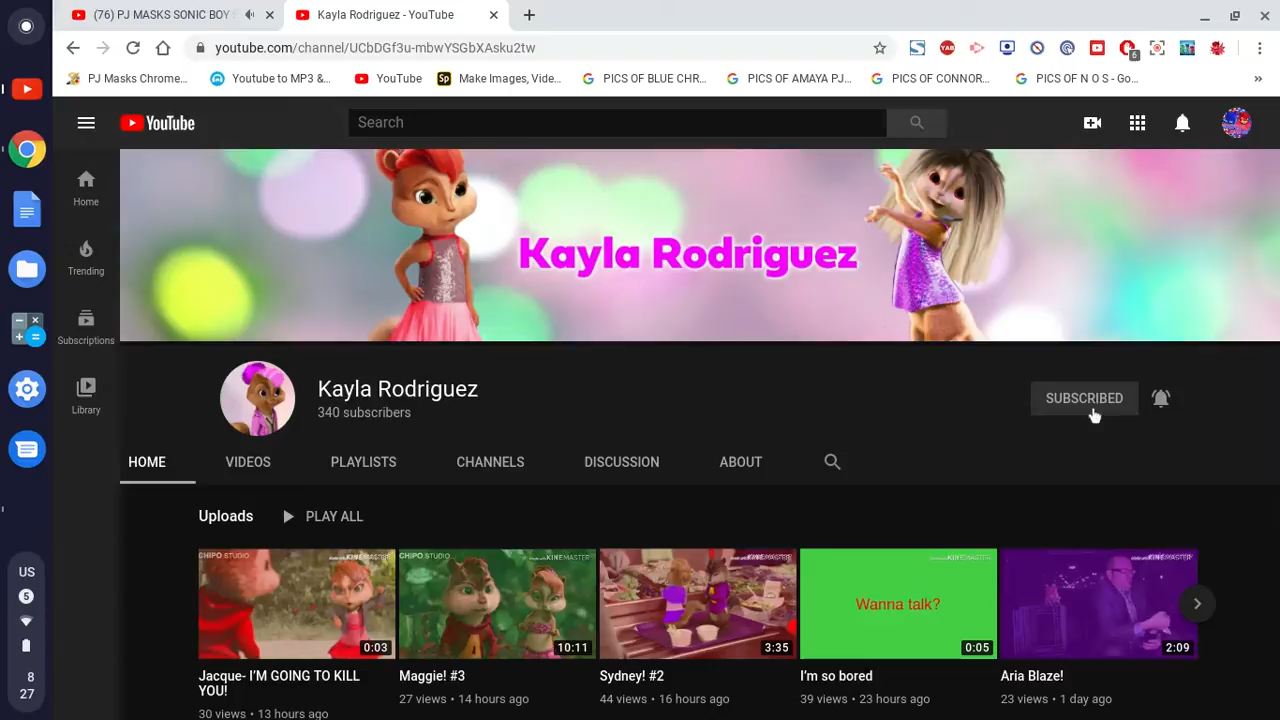 (76) PJ MASKS SONIC BOY
Kayla Rodriguez - YouTube
youtube.com/channel/UCbDGf3u-mbwYSGbXAsku2tw
6
PJ Masks Chrome...
Youtube to MP3 &...
YouTube
Sp
Make Images, Vide...
PICS OF BLUE CHR...
PICS OF AMAYA PJ...
PICS OF CONNOR...
PICS OF N O S - Go...
YouTube
Search
Home
Trending
Subscriptions
Library
Kayla Rodriguez
Kayla Rodriguez
340 subscribers
SUBSCRIBED
HOME
VIDEOS
PLAYLISTS
CHANNELS
DISCUSSION
ABOUT
Uploads
PLAY ALL
CHIPO STUDIO
KINEMASTER
0:03
CHIPO STUDIO
KINEMASTER
10:11
KINEMASTER
3:35
KINEMASTER
Wanna talk?
0:05
KINEMASTER
2:09
Jacque- I'M GOING TO KILL
YOU!
30 views • 13 hours ago
Maggie! #3
27 views • 14 hours ago
Sydney! #2
44 views • 16 hours ago
I'm so bored
39 views • 23 hours ago
Aria Blaze!
23 views • 1 day ago
US
5
8
27